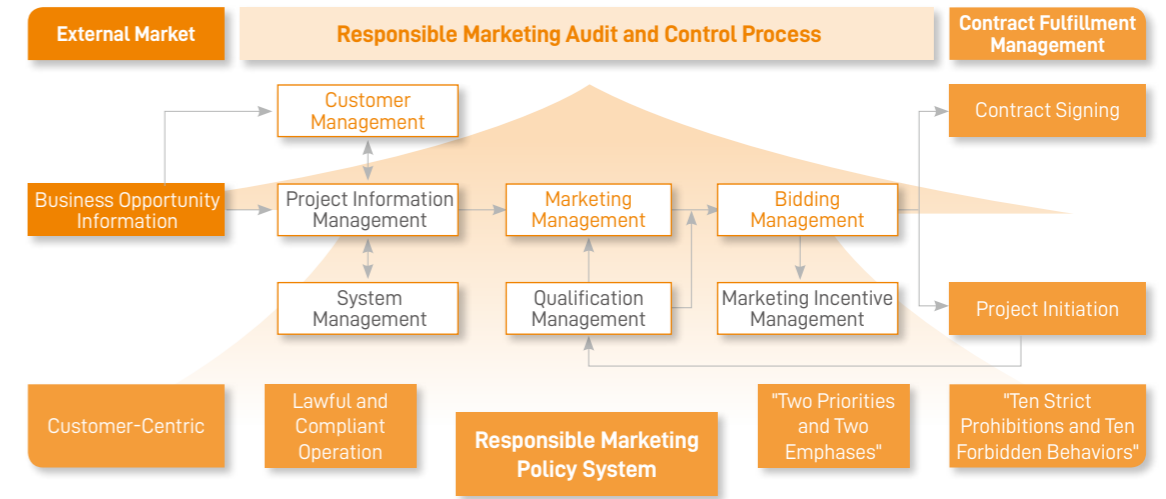 External Market
Responsible Marketing Audit and Control Process
Contract Fulfillment
Management
Customer
Management
Contract Signing
Business Opportunity
Information
Project Information
Management
Marketing
Management
Bidding
Management
System
Management
Qualification
Management
Marketing Incentive
Management
Project Initiation
Customer-Centric
Lawful and
Compliant
Operation
Responsible Marketing
Policy System
"Two Priorities
and Two
Emphases"
"Ten Strict
Prohibitions and Ten
Forbidden Behaviors"